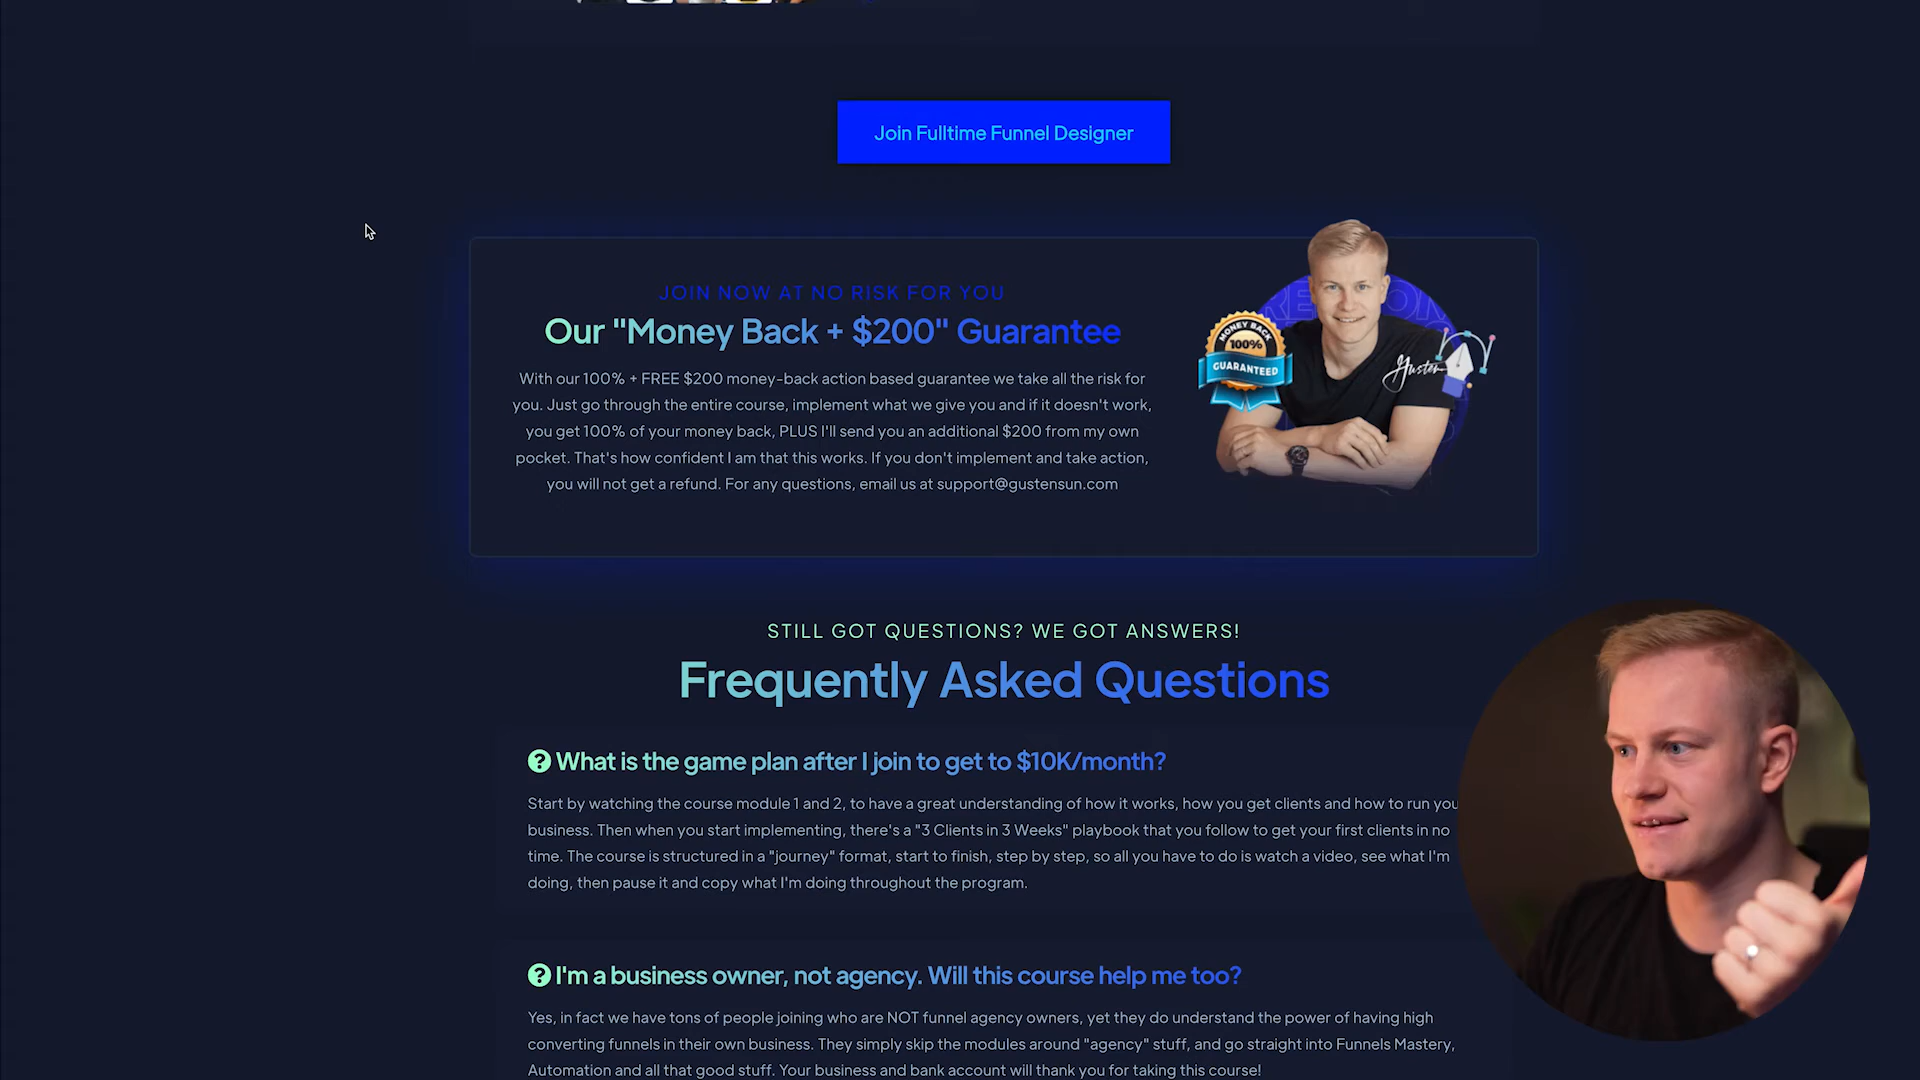 Join Fulltime Funnel Designer
JOIN NOW AT NO RISK FOR YOU
Our "Money Back + $200" Guarantee
With our 100% + FREE $200 money-back action based guarantee we take all the risk for
you. Just go through the entire course, implement what we give you and if it doesn't work,
you get 100% of your money back, PLUS I'll send you an additional $200 from my own
pocket. That's how confident I am that this works. If you don't implement and take action,
you will not get a refund. For any questions, email us at support@gustensun.com
MONEY BACK
100%
GUARANTEED
Gusten
STILL GOT QUESTIONS? WE GOT ANSWERS!
Frequently Asked Questions
What is the game plan after I join to get to $10K/month?
Start by watching the course module 1 and 2, to have a great understanding of how it works, how you get clients and how to run you
business. Then when you start implementing, there's a "3 Clients in 3 Weeks" playbook that you follow to get your first clients in no
time. The course is structured in a "journey" format, start to finish, step by step, so all you have to do is watch a video, see what I'm
doing, then pause it and copy what I'm doing throughout the program.
I'm a business owner, not agency. Will this course help me too?
Yes, in fact we have tons of people joining who are NOT funnel agency owners, yet they do understand the power of having high
converting funnels in their own business. They simply skip the modules around "agency" stuff, and go straight into Funnels Mastery,
Automation and all that good stuff. Your business and bank account will thank you for taking this course!